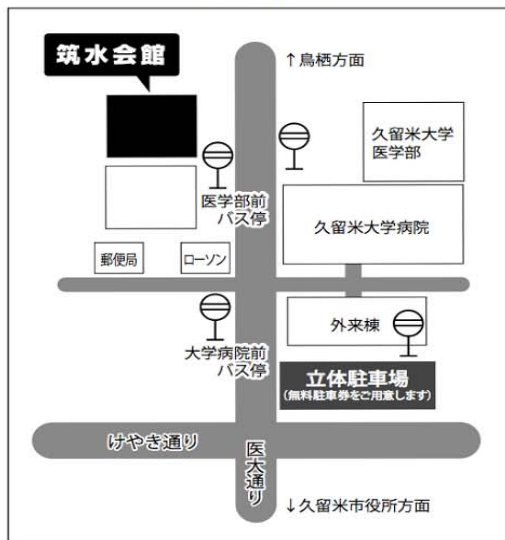 筑水会館
↑鳥栖方面
久留米大学
医学部
医学部前
バス停
久留米大学病院
郵便局
ローソン
外来棟
大学病院前
バス停
立体駐車場
(無料駐車券をご用意します)
けやき通り
医大通り
↓久留米市役所方面